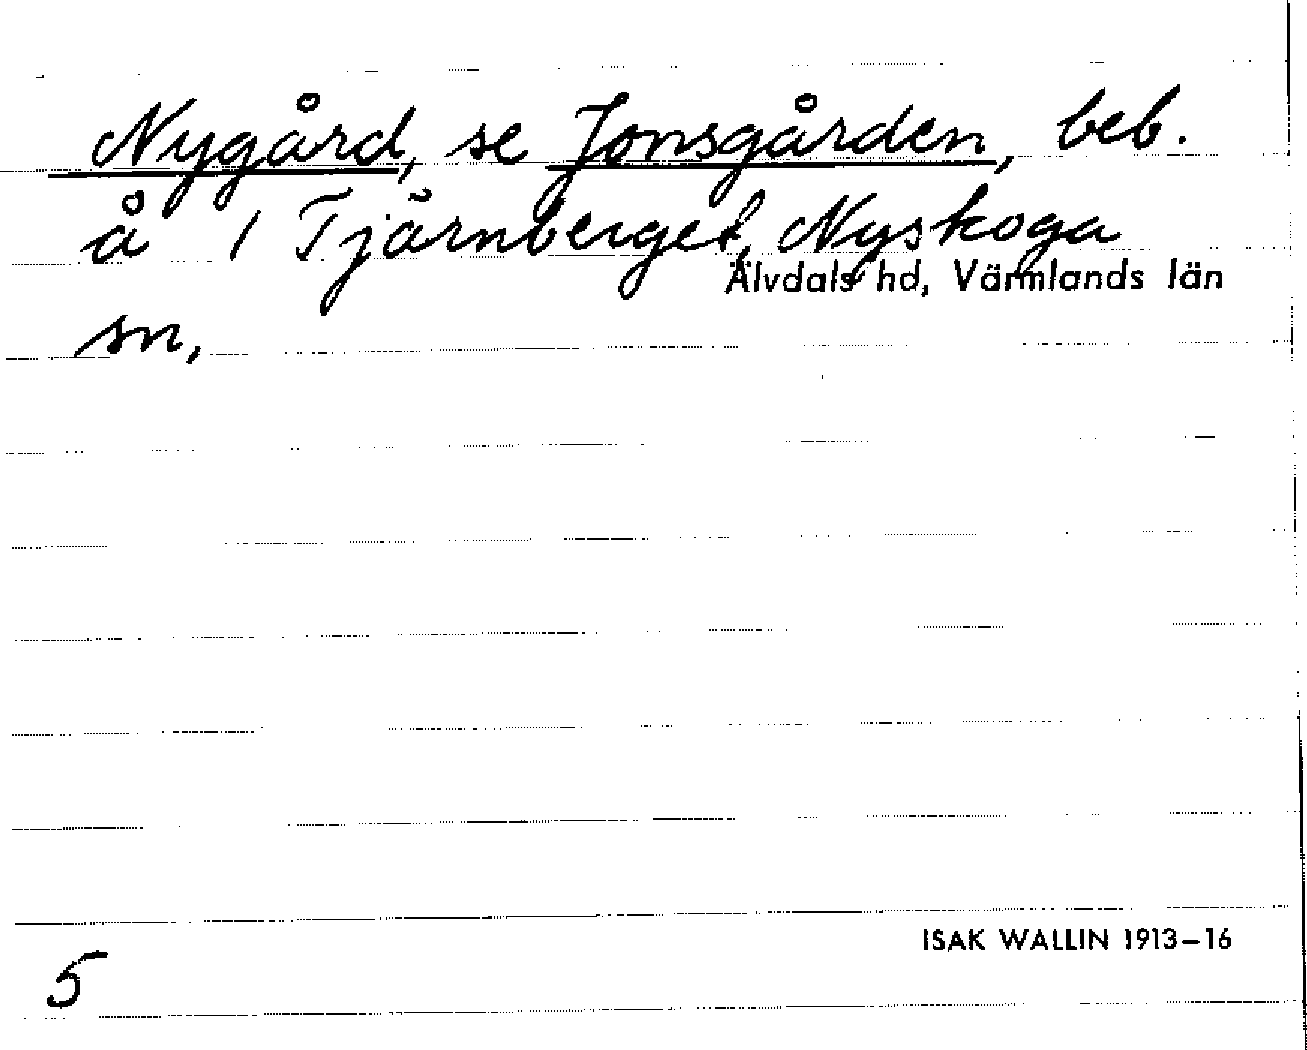 Nygård, se Jonsgården, beb.
å 1 Tjärnberget, Nyskoga
Älvdals hd, Värmlands län
sn,
ISAK WALLIN 1913–16
5